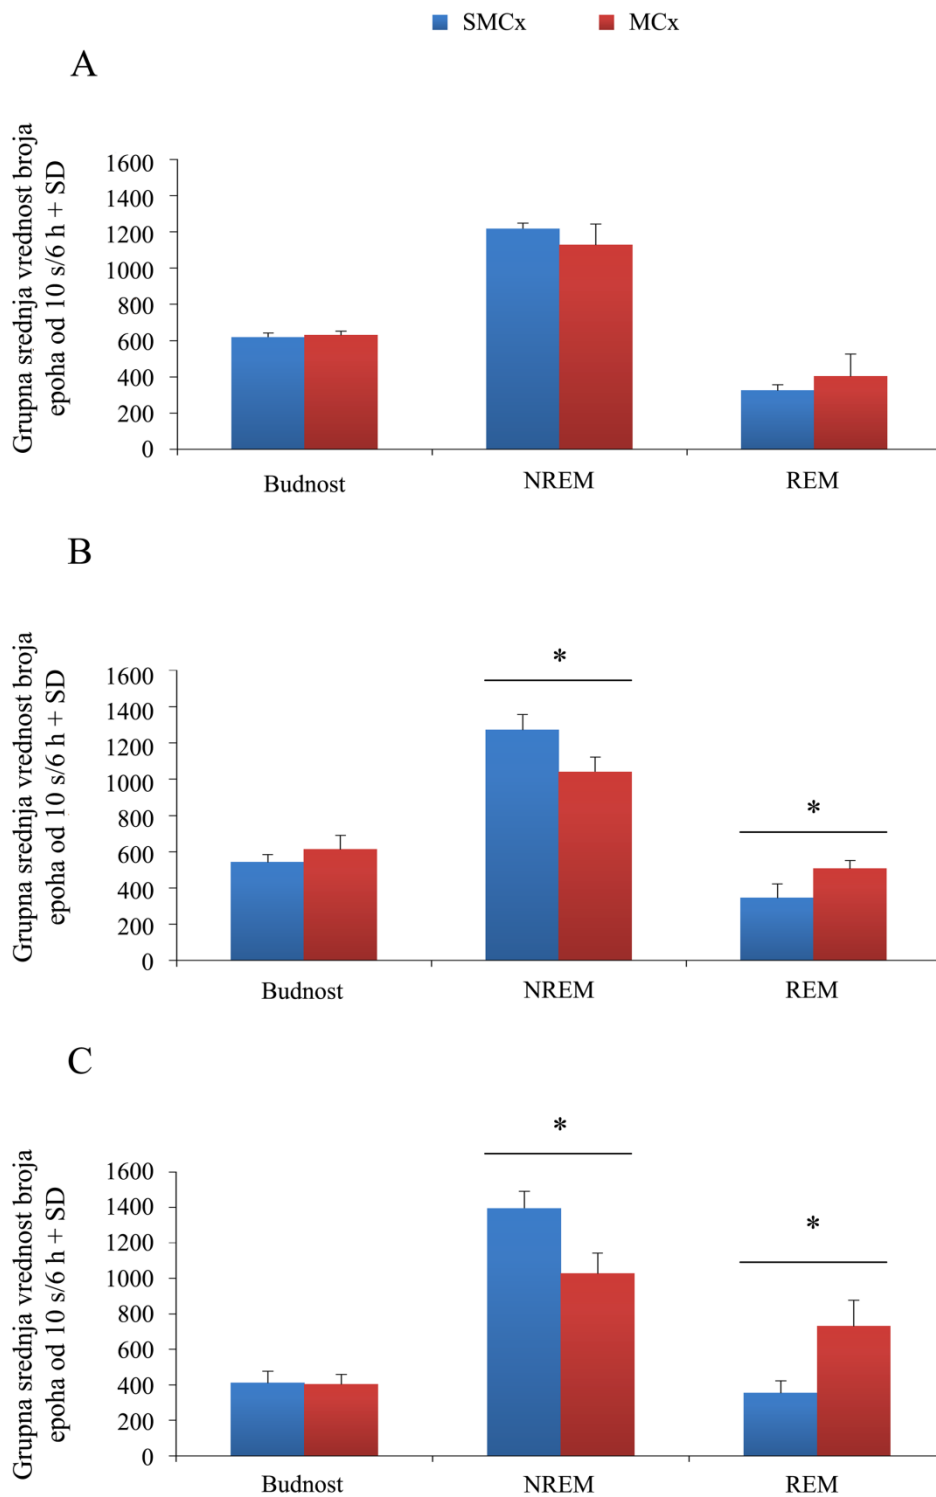 SMCx MCx
A
Grupna srednja vrednost broja
epoha od 10 s/6 h + SD
1600
1400
1200
1000
800
600
400
200
0
Budnost NREM REM
B
Grupna srednja vrednost broja
epoha od 10 s/6 h + SD
*
1600
1400
1200
1000
*
800
600
400
200
0
Budnost NREM REM
C
Grupna srednja vrednost broja
epoha od 10 s/6 h + SD
*
1600
1400
*
1200
1000
800
600
400
200
0
Budnost NREM REM